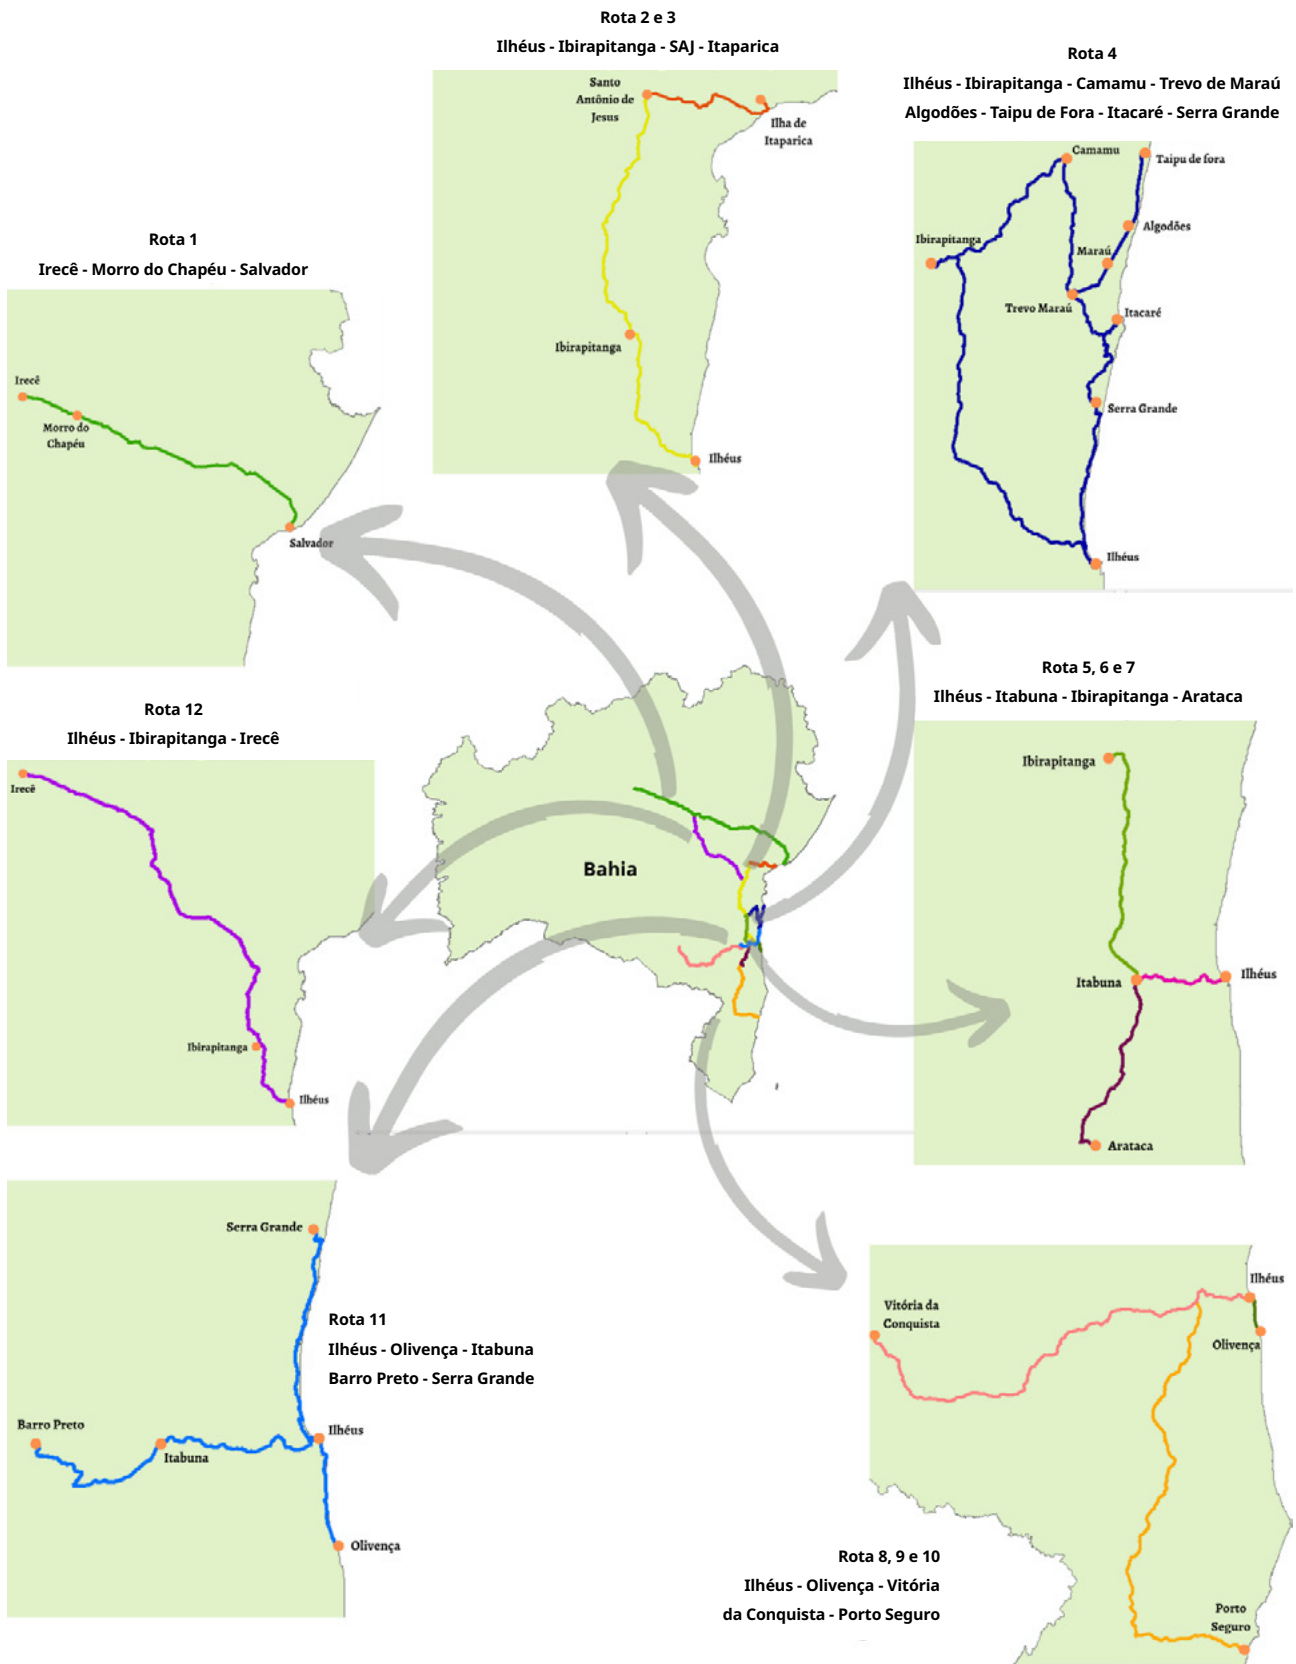 Rota 2 e 3
Ilhéus - Ibirapitanga - SAJ - Itaparica
Santo
Antônio de
Jesus
Ilha de
Itaparica
Ibirapitanga
Ilhéus
Rota 4
Ilhéus - Ibirapitanga - Camamu - Trevo de Maraú
Algodões - Taipu de Fora - Itacaré - Serra Grande
Camamu
Taipu de fora
Algodões
Ibirapitanga
Maraú
Trevo Maraú
Itacaré
Serra Grande
Ilhéus
Rota 1
Irecê - Morro do Chapéu - Salvador
Irecê
Morro do
Chapéu
Salvador
Rota 12
Ilhéus - Ibirapitanga - Irecê
Irecê
Ibirapitanga
Ilhéus
Bahia
Rota 5, 6 e 7
Ilhéus - Itabuna - Ibirapitanga - Arataca
Ibirapitanga
Itabuna
Ilhéus
Arataca
Serra Grande
Rota 11
Ilhéus - Olivença - Itabuna
Barro Preto - Serra Grande
Barro Preto
Itabuna
Ilhéus
Olivença
Ilhéus
Vitória da
Conquista
Olivença
Rota 8, 9 e 10
Ilhéus - Olivença - Vitória
da Conquista - Porto Seguro
Porto
Seguro